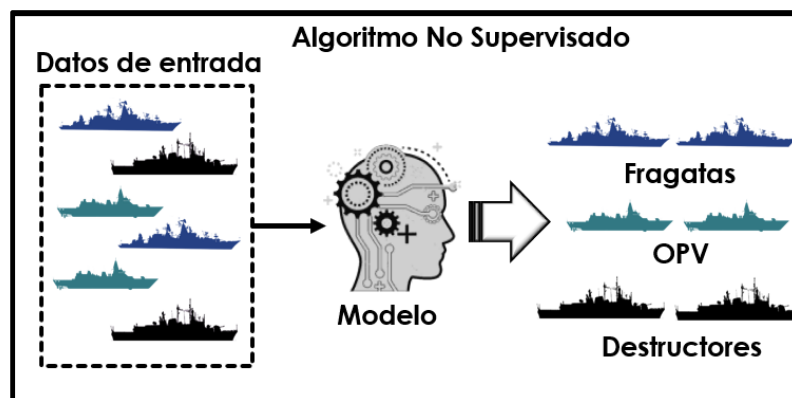 Algoritmo No Supervisado
Datos de entrada
Modelo
Fragatas
OPV
Destructores